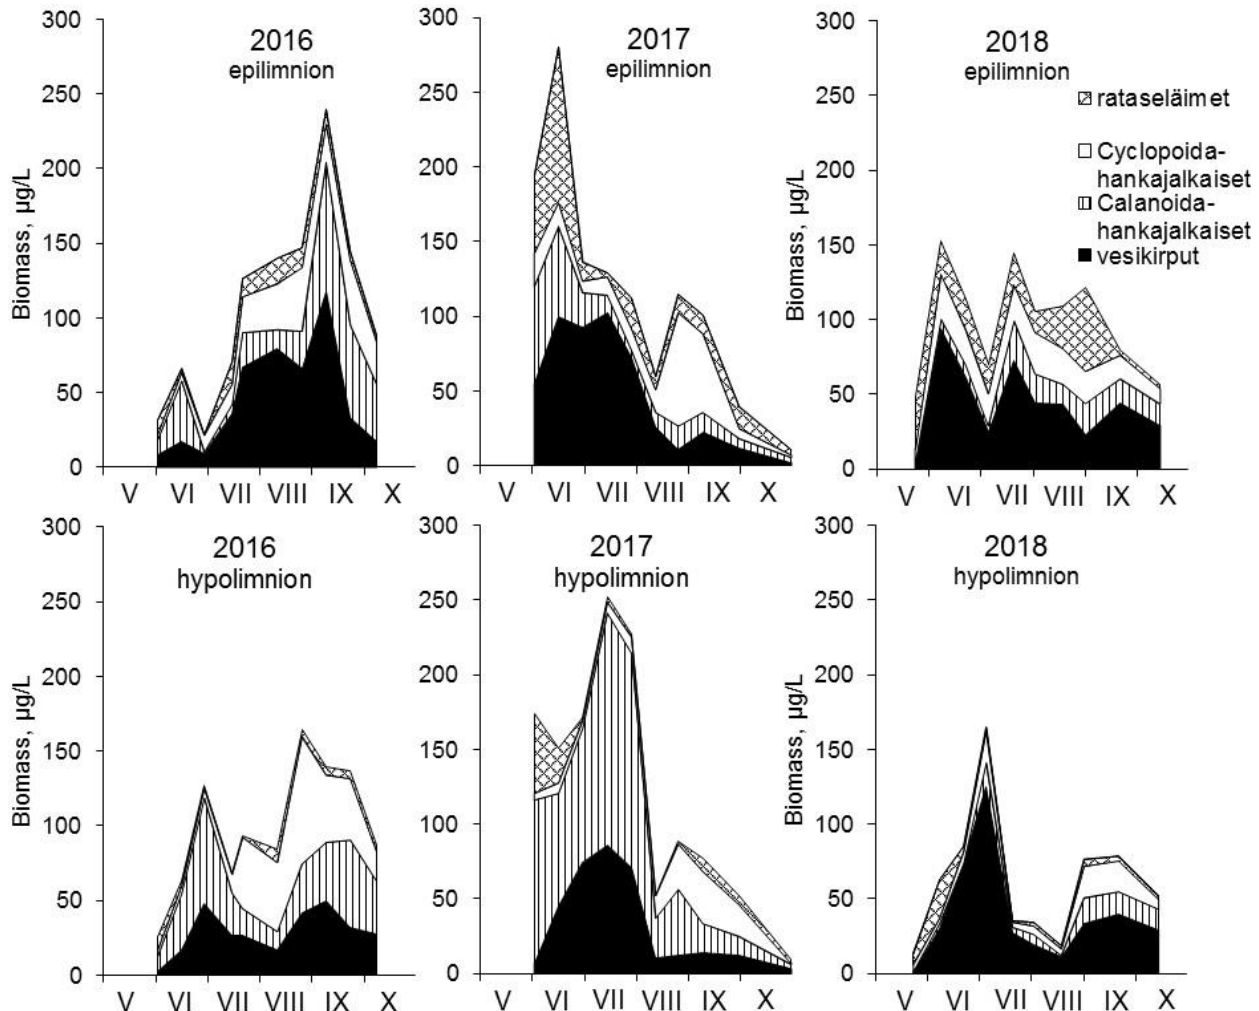 300
250
200
150
100
50
0
Biomass, µg/L
2016
epilimnion
V VI VII VIII IX X
300
250
200
150
100
50
0
2017
epilimnion
V VI VII VIII IX X
300
250
200
150
100
50
0
Biomass, µg/L
2018
epilimnion
rataseläimet
Cyclopoida-
hankajalkaiset
Calanoida-
hankajalkaiset
vesikirput
V VI VII VIII IX X
300
250
200
150
100
50
0
Biomass, µg/L
2016
hypolimnion
V VI VII VIII IX X
300
250
200
150
100
50
0
2017
hypolimnion
V VI VII VIII IX X
300
250
200
150
100
50
0
Biomass, µg/L
2018
hypolimnion
V VI VII VIII IX X